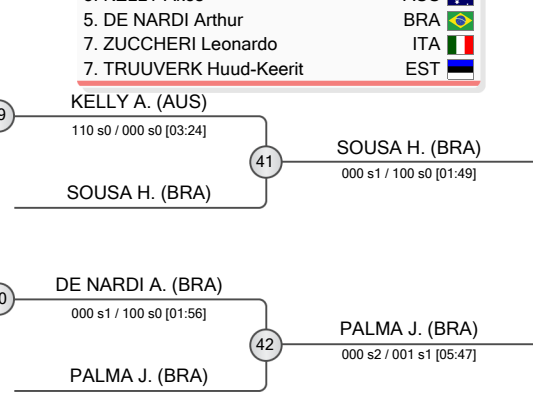 5. DE NARDI Arthur BRA
7. ZUCCHERI Leonardo ITA
7. TRUUVERK Huud-Keerit EST
KELLY A. (AUS)
110 s0 / 000 s0 [03:24]
41
SOUSA H. (BRA)
000 s1 / 100 s0 [01:49]
SOUSA H. (BRA)
DE NARDI A. (BRA)
000 s1 / 100 s0 [01:56]
42
PALMA J. (BRA)
000 s2 / 001 s1 [05:47]
PALMA J. (BRA)